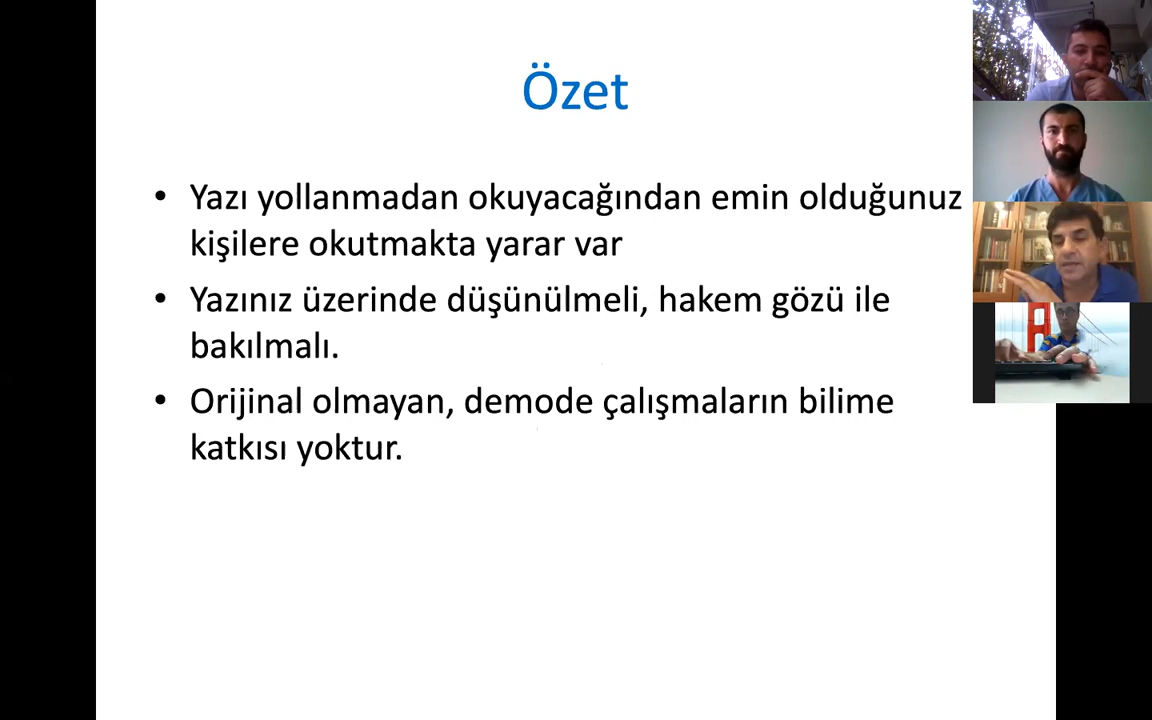 Özet
• Yazı yollanmadan okuyacağından emin olduğunuz
kişilere okutmakta yarar var
• Yazınız üzerinde düşünülmeli, hakem gözü ile
bakılmalı.
• Orijinal olmayan, demode çalışmaların bilime
katkısı yoktur.